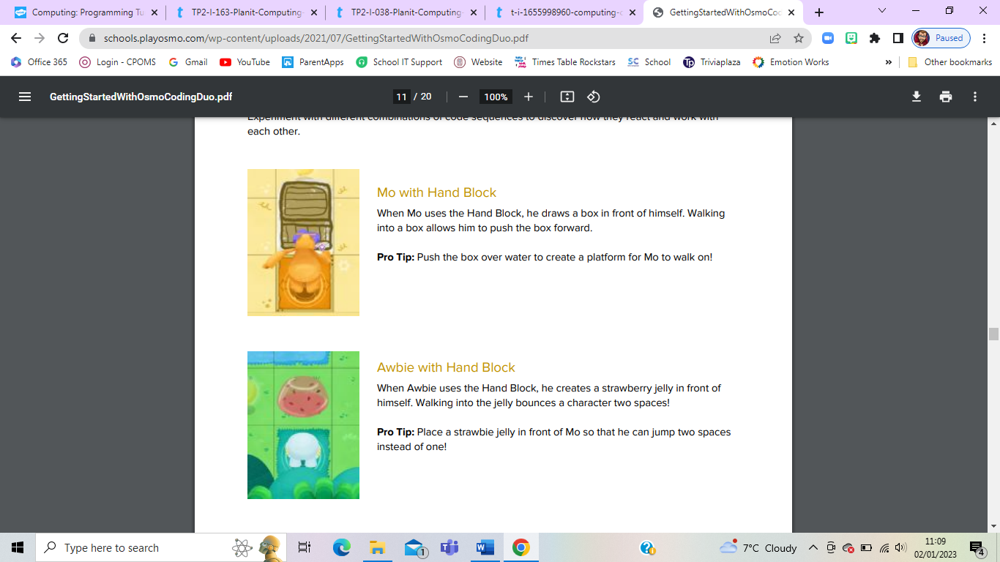 Computing: Programming Tu
TP2-I-163-Planit-Computing-
TP2-I-038-Planit-Computing-
t-i-1655998960-computing-c
GettingStartedWithOsmoCoc
schools.playosmo.com/wp-content/uploads/2021/07/GettingStartedWithOsmoCodingDuo.pdf
Paused
Office 365
Login - CPOMS
Gmail
YouTube
ParentApps
School IT Support
Website
Times Table Rockstars
School
Triviaplaza
Emotion Works
»
Other bookmarks
GettingStartedWithOsmoCodingDuo.pdf
11 / 20
100%
Experiment with different combinations of code sequences to discover how they react and work with
each other.
Mo with Hand Block
When Mo uses the Hand Block, he draws a box in front of himself. Walking
into a box allows him to push the box forward.
Pro Tip: Push the box over water to create a platform for Mo to walk on!
Awbie with Hand Block
When Awbie uses the Hand Block, he creates a strawberry jelly in front of
himself. Walking into the jelly bounces a character two spaces!
Pro Tip: Place a strawbie jelly in front of Mo so that he can jump two spaces
instead of one!
Type here to search
1
7°C Cloudy
11:09
02/01/2023
4